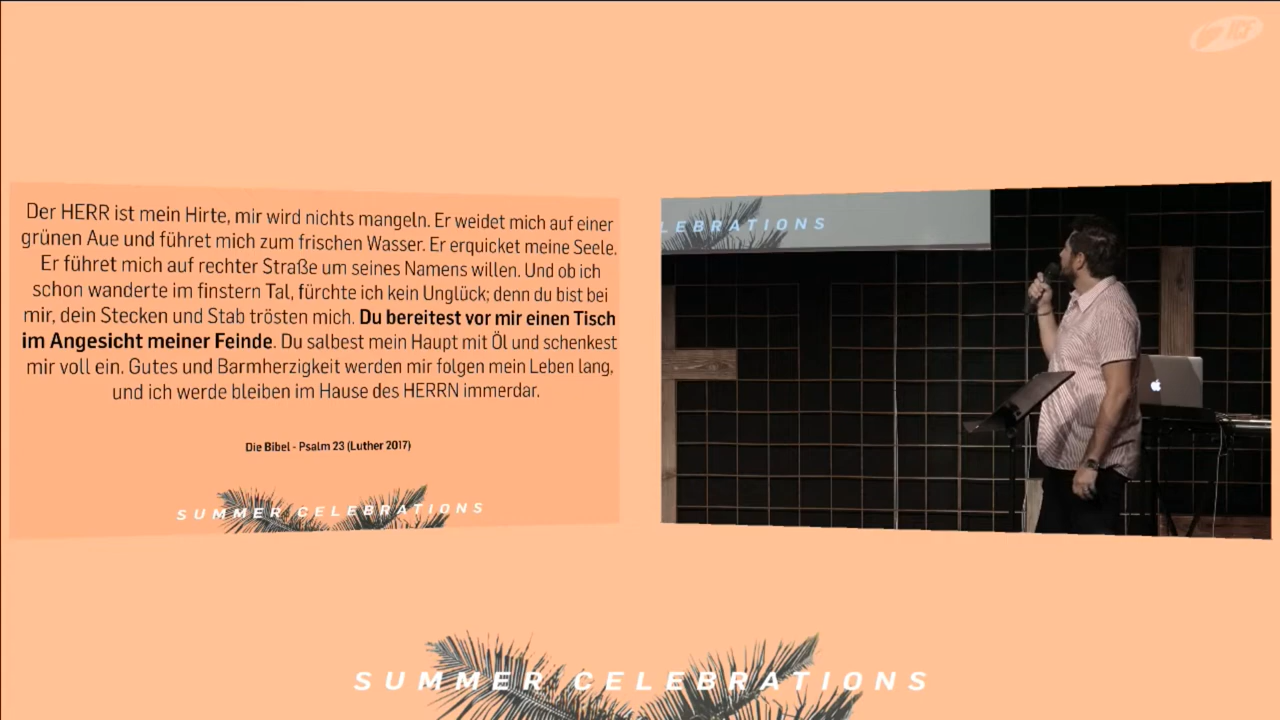 ICF
Der HERR ist mein Hirte, mir wird nichts mangeln. Er weidet mich auf einer
grünen Aue und führet mich zum frischen Wasser. Er erquicket meine Seele.
Er führet mich auf rechter Straße um seines Namens willen. Und ob ich
schon wanderte im finstern Tal, fürchte ich kein Unglück; denn du bist bei
mir, dein Stecken und Stab trösten mich. Du bereitest vor mir einen Tisch
im Angesicht meiner Feinde. Du salbest mein Haupt mit Öl und schenkest
mir voll ein. Gutes und Barmherzigkeit werden mir folgen mein Leben lang,
und ich werde bleiben im Hause des HERRN immerdar.
Die Bibel - Psalm 23 (Luther 2017)
SUMMER CELEBRATIONS
LEBRATIONS
SUMMER CELEBRATIONS